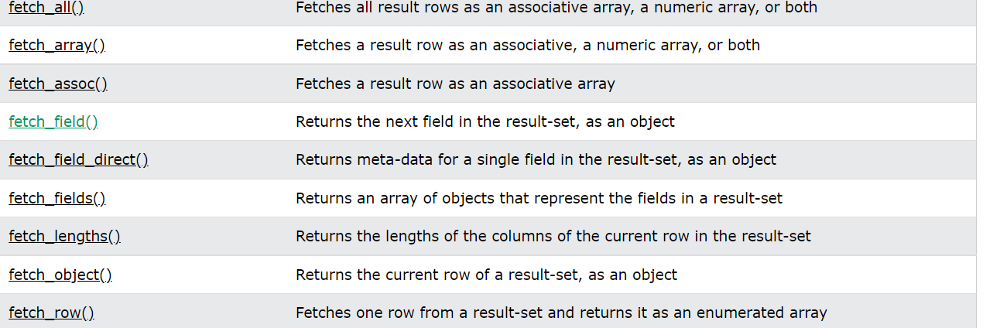 fetch_all() Fetches all result rows as an associative array, a numeric array, or both
fetch_array() Fetches a result row as an associative, a numeric array, or both
fetch_assoc() Fetches a result row as an associative array
fetch_field() Returns the next field in the result-set, as an object
fetch_field_direct() Returns meta-data for a single field in the result-set, as an object
fetch_fields() Returns an array of objects that represent the fields in a result-set
fetch_lengths() Returns the lengths of the columns of the current row in the result-set
fetch_object() Returns the current row of a result-set, as an object
fetch_row() Fetches one row from a result-set and returns it as an enumerated array